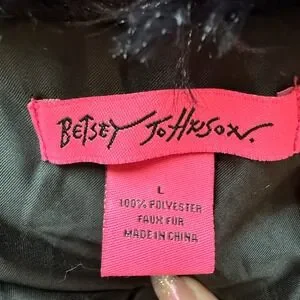 BETSEY JOHNSON.
L
100% POLYESTER
FAUX FUR
MADE IN CHINA